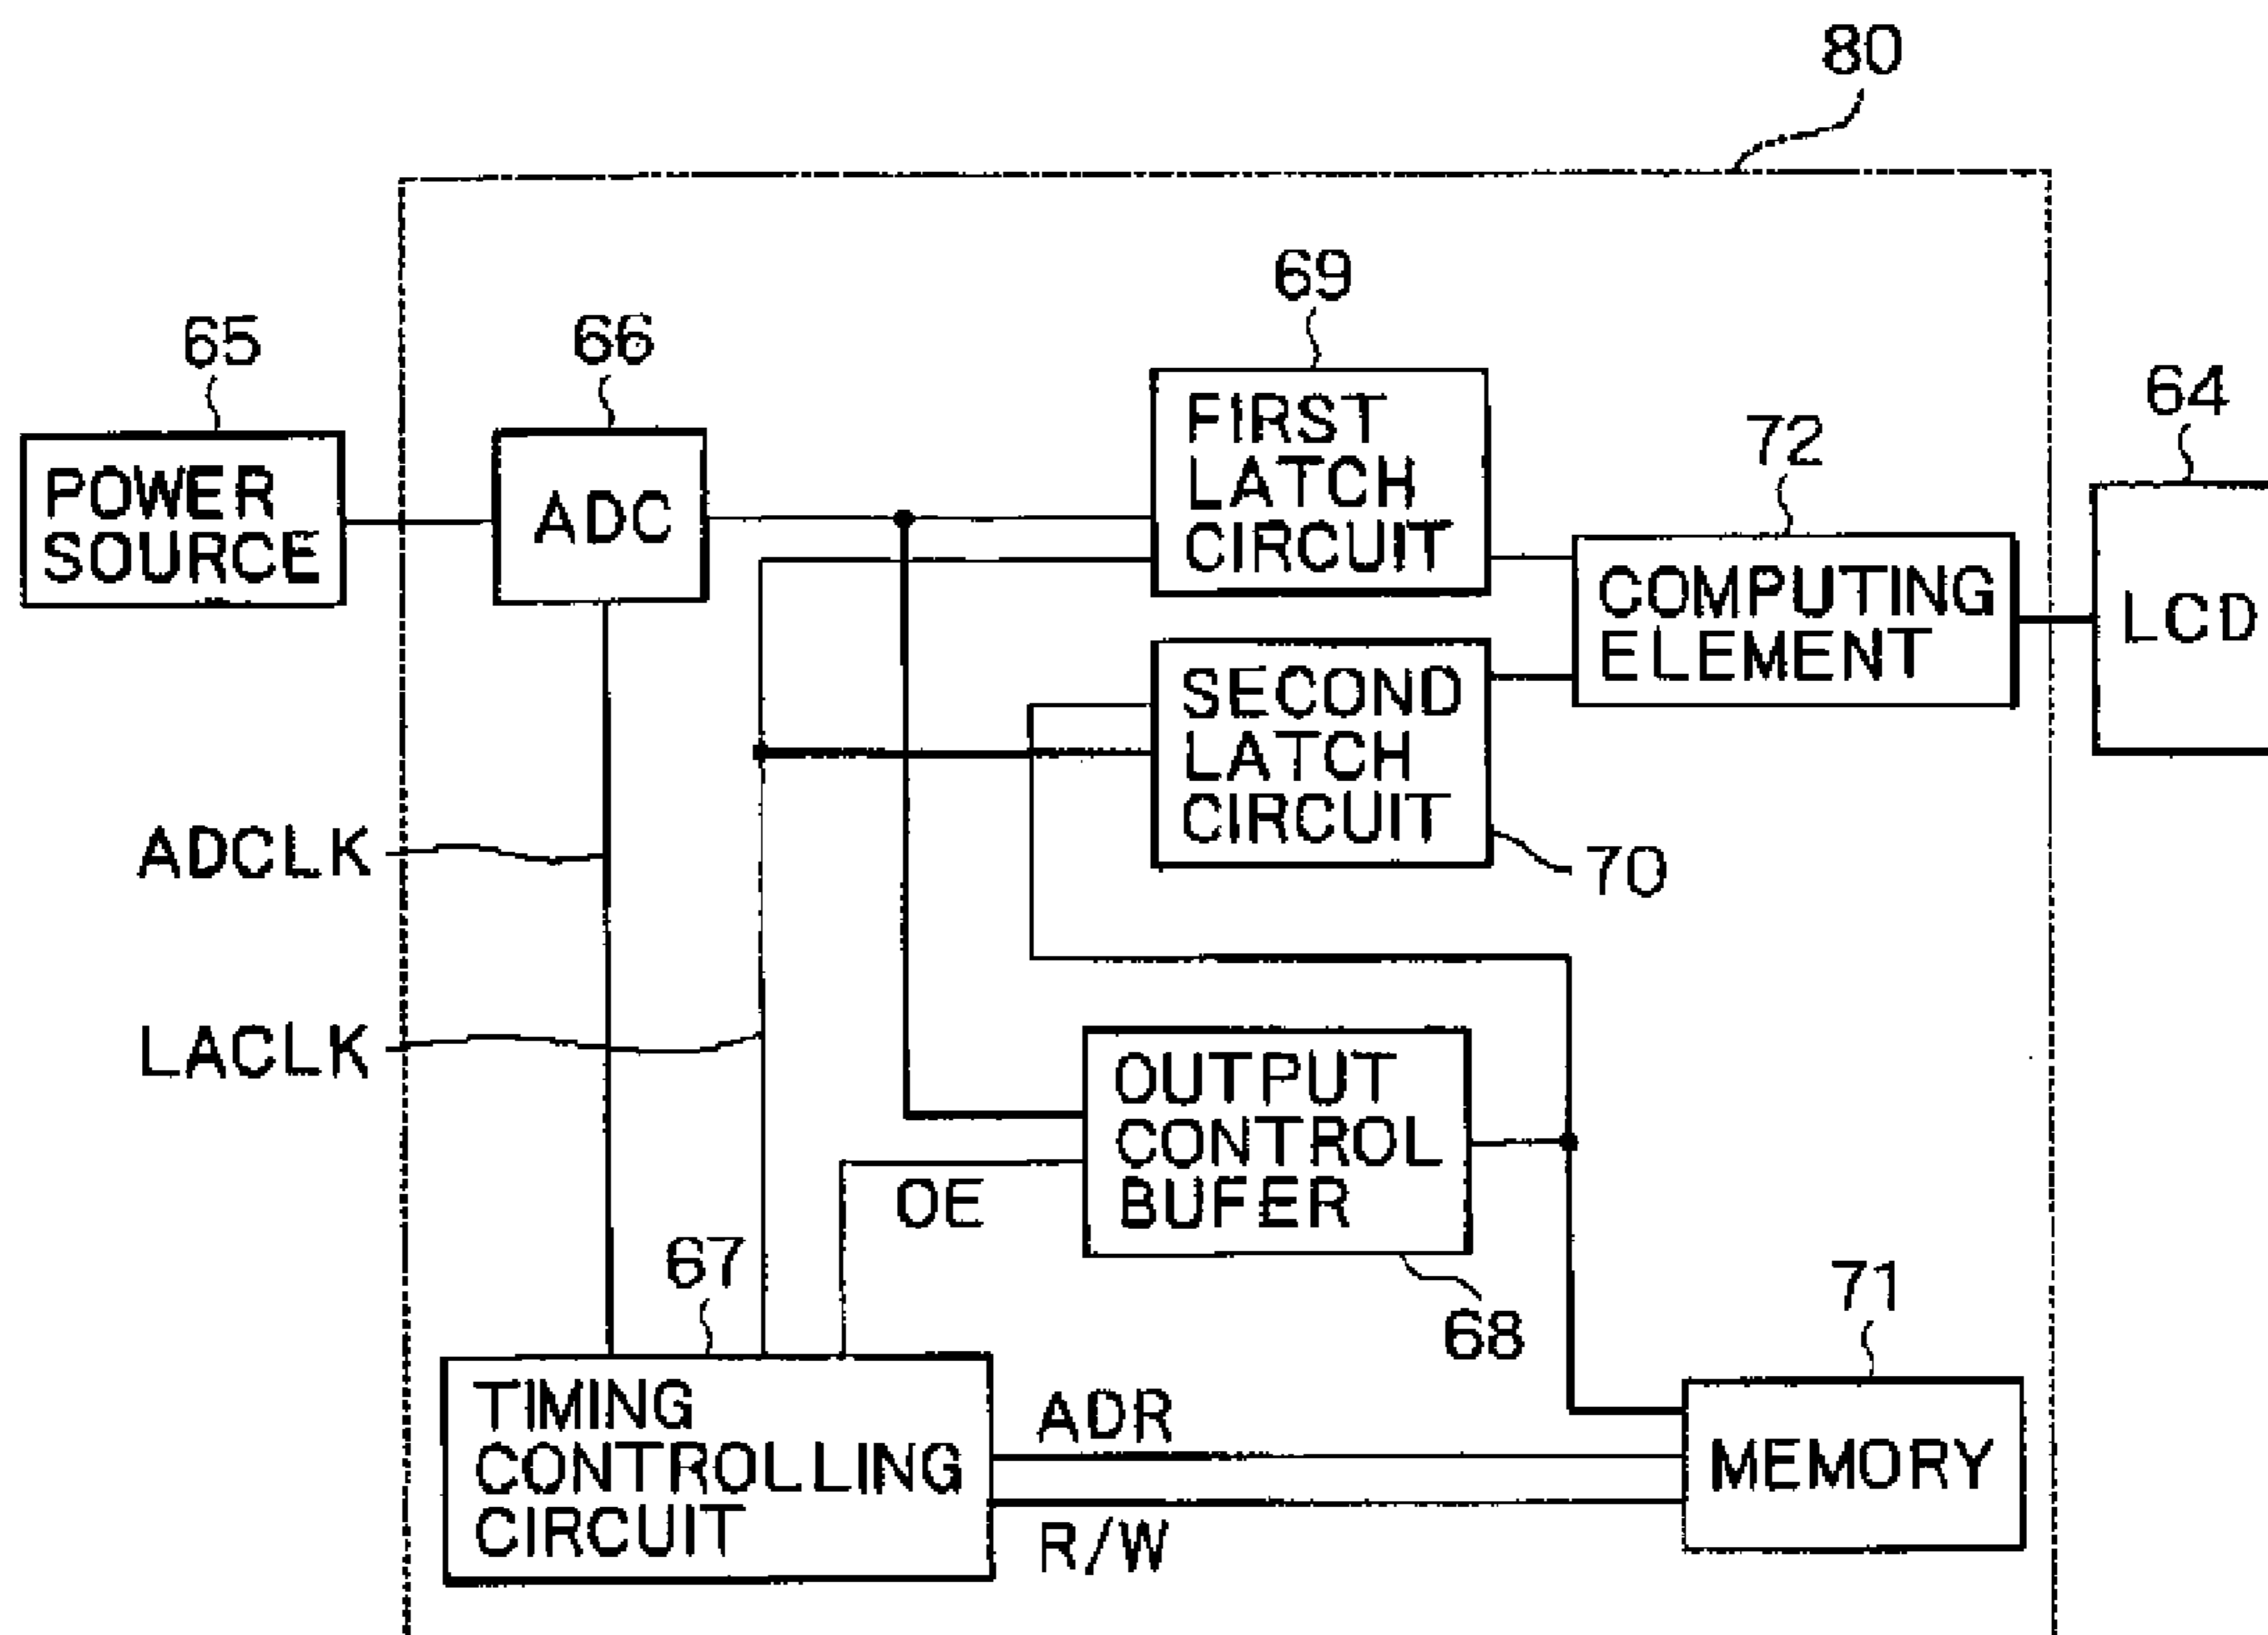 80
69
65
66
64
72
FIRST
LATCH
CIRCUIT
POWER
SOURCE
ADC
COMPUTING
ELEMENT
LCD
SECOND
LATCH
CIRCUIT
ADCLK
70
LACLK
OUTPUT
CONTROL
BUFER
OE
67
68
71
TIMING
CONTROLLING
CIRCUIT
ADR
R/W
MEMORY